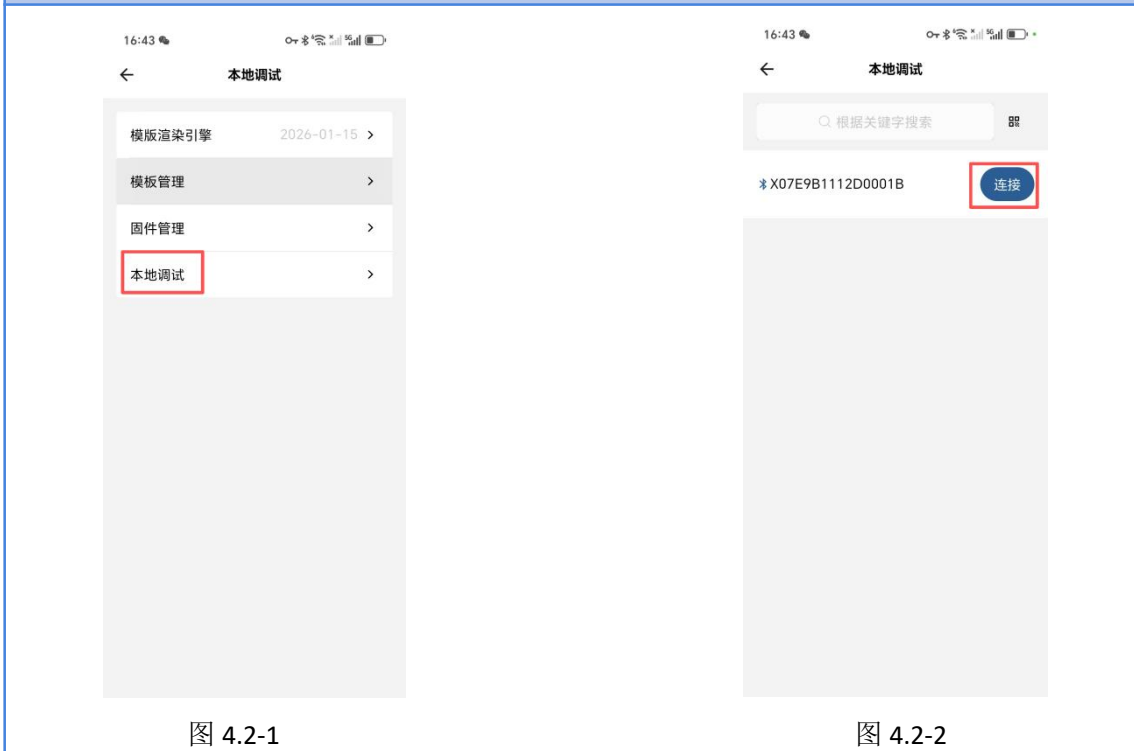 16:43
本地调试
模版渲染引擎 2026-01-15
模板管理
固件管理
本地调试
图 4.2-1
16:43
本地调试
根据关键字搜索
X07E9B1112D0001B 连接
图 4.2-2